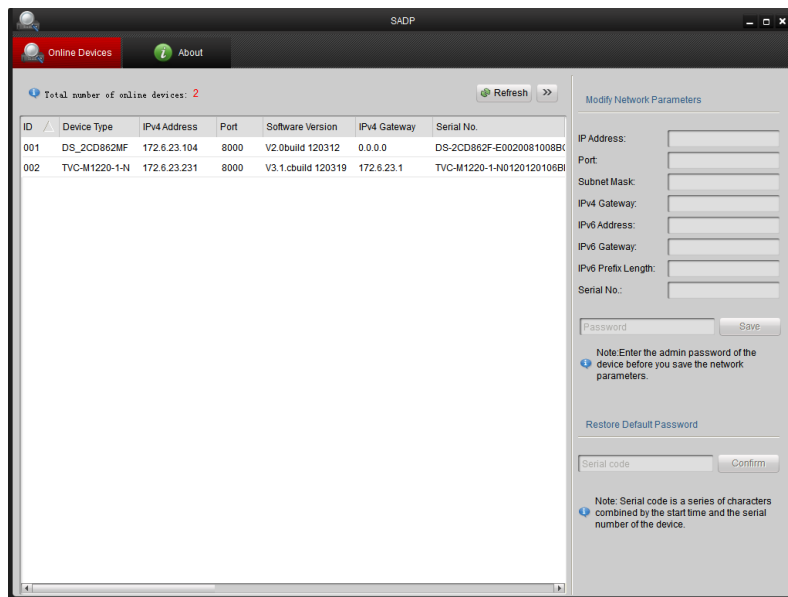 SADP
Online Devices
About
Total number of online devices: 2
Refresh
ID Device Type IPv4 Address Port Software Version IPv4 Gateway Serial No.
001 DS_2CD862MF 172.6.23.104 8000 V2.0build 120312 0.0.0.0 DS-2CD862F-E0020081008B
002 TVC-M1220-1-N 172.6.23.231 8000 V3.1.cbuild 120319 172.6.23.1 TVC-M1220-1-N0120120106B
Modify Network Parameters
IP Address:
Port:
Subnet Mask:
IPv4 Gateway:
IPv6 Address:
IPv6 Gateway:
IPv6 Prefix Length:
Serial No.:
Password
Save
Note:Enter the admin password of the
device before you save the network
parameters.
Restore Default Password
Serial code
Confirm
Note: Serial code is a series of characters
combined by the start time and the serial
number of the device.